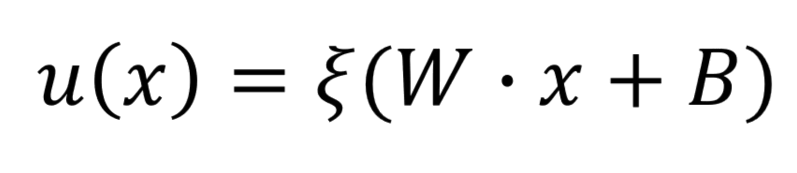 u(x) = ξ(W · x + B)